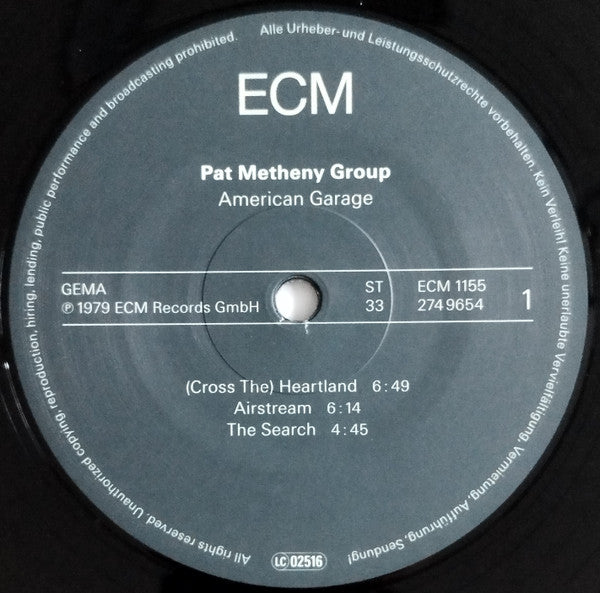 ECM
Pat Metheny Group
American Garage
GEMA
℗ 1979 ECM Records GmbH
ST
33
ECM 1155
274 9654
1
(Cross The) Heartland 6:49
Airstream 6:14
The Search 4:45
Alle Urheber- und Leistungsschutzrechte vorbehalten. Kein Verleih! Keine unerlaubte Vervielfältigung, Vermietung, Aufführung, Sendung!
LC 02516
All rights reserved. Unauthorized copying, reproduction, hiring, lending, public performance and broadcasting prohibited.